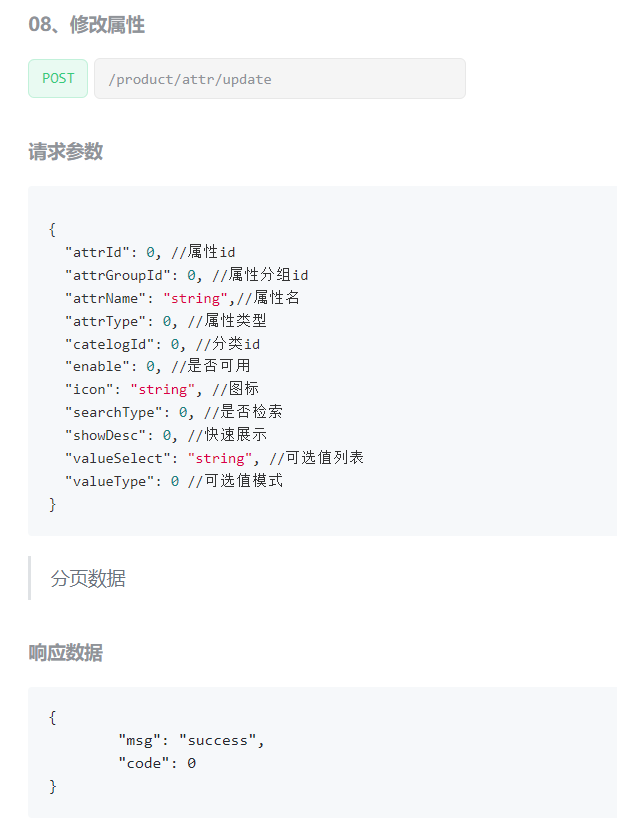 08、修改属性
POST /product/attr/update
请求参数
{
"attrId": 0, //属性id
"attrGroupId": 0, //属性分组id
"attrName": "string",//属性名
"attrType": 0, //属性类型
"catelogId": 0, //分类id
"enable": 0, //是否可用
"icon": "string", //图标
"searchType": 0, //是否检索
"showDesc": 0, //快速展示
"valueSelect": "string", //可选值列表
"valueType": 0 //可选值模式
}
分页数据
响应数据
{
"msg": "success",
"code": 0
}